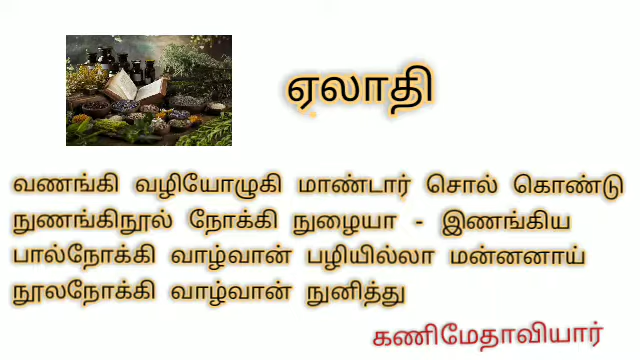 ஏலாதி
வணங்கி வழியோழுகி மாண்டார் சொல் கொண்டு
நுணங்கிநூல் நோக்கி நுழையா - இணங்கிய
பால்நோக்கி வாழ்வான் பழியில்லா மன்னனாய்
நூலநோக்கி வாழ்வான் நுனித்து
கணிமேதாவியார்